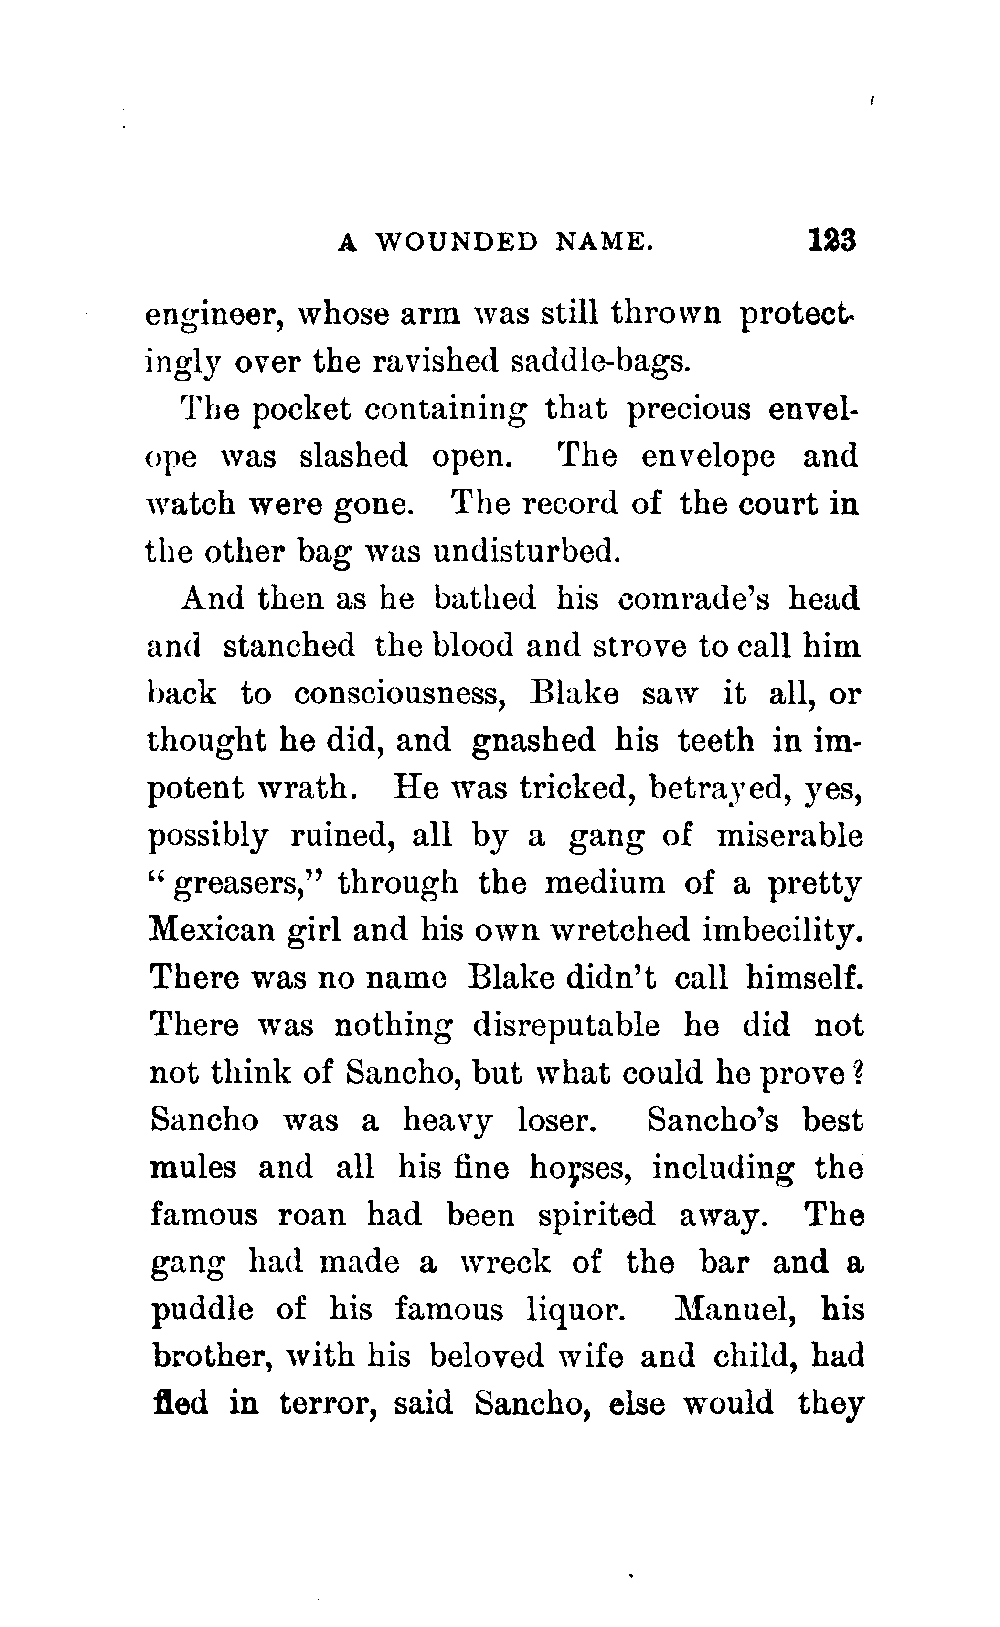 A WOUNDED NAME. 123
engineer, whose arm was still thrown protect-
ingly over the ravished saddle-bags.
The pocket containing that precious envel-
ope was slashed open. The envelope and
watch were gone. The record of the court in
the other bag was undisturbed.
And then as he bathed his comrade's head
and stanched the blood and strove to call him
back to consciousness, Blake saw it all, or
thought he did, and gnashed his teeth in im-
potent wrath. He was tricked, betrayed, yes,
possibly ruined, all by a gang of miserable
"greasers," through the medium of a pretty
Mexican girl and his own wretched imbecility.
There was no name Blake didn't call himself.
There was nothing disreputable he did not
not think of Sancho, but what could he prove?
Sancho was a heavy loser. Sancho's best
mules and all his fine horses, including the
famous roan had been spirited away. The
gang had made a wreck of the bar and a
puddle of his famous liquor. Manuel, his
brother, with his beloved wife and child, had
fled in terror, said Sancho, else would they